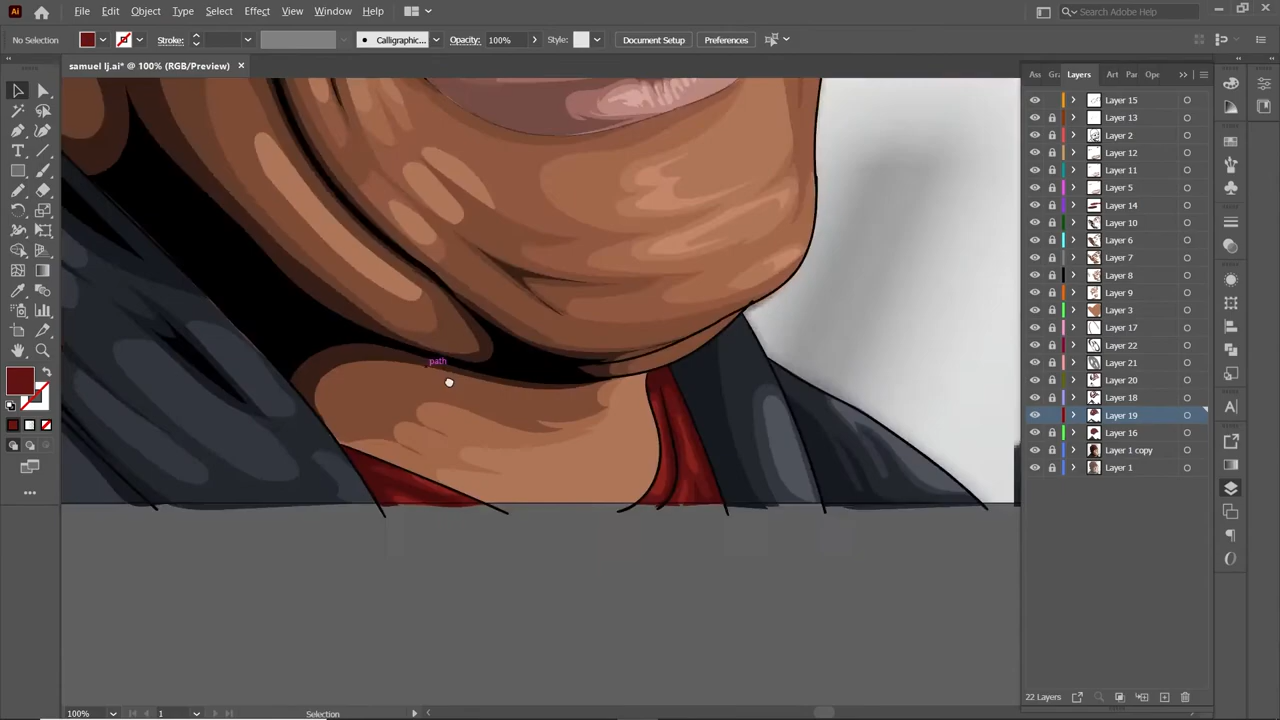 Ai File Edit Object Type Select Effect View Window Help Search Adobe Help
No Selection Stroke: Calligraphic... Opacity: 100% Style: Document Setup Preferences
samuel lj.ai* @ 100% (RGB/Preview) ×
Ass Gra Layers Art Pa Ope
Layer 15
Layer 13
Layer 2
Layer 12
Layer 11
Layer 5
Layer 14
Layer 10
Layer 6
Layer 7
Layer 8
Layer 9
Layer 3
Layer 17
Layer 22
Layer 21
Layer 20
Layer 18
Layer 19
Layer 16
Layer 1 copy
Layer 1
path
22 Layers
100% 1 Selection